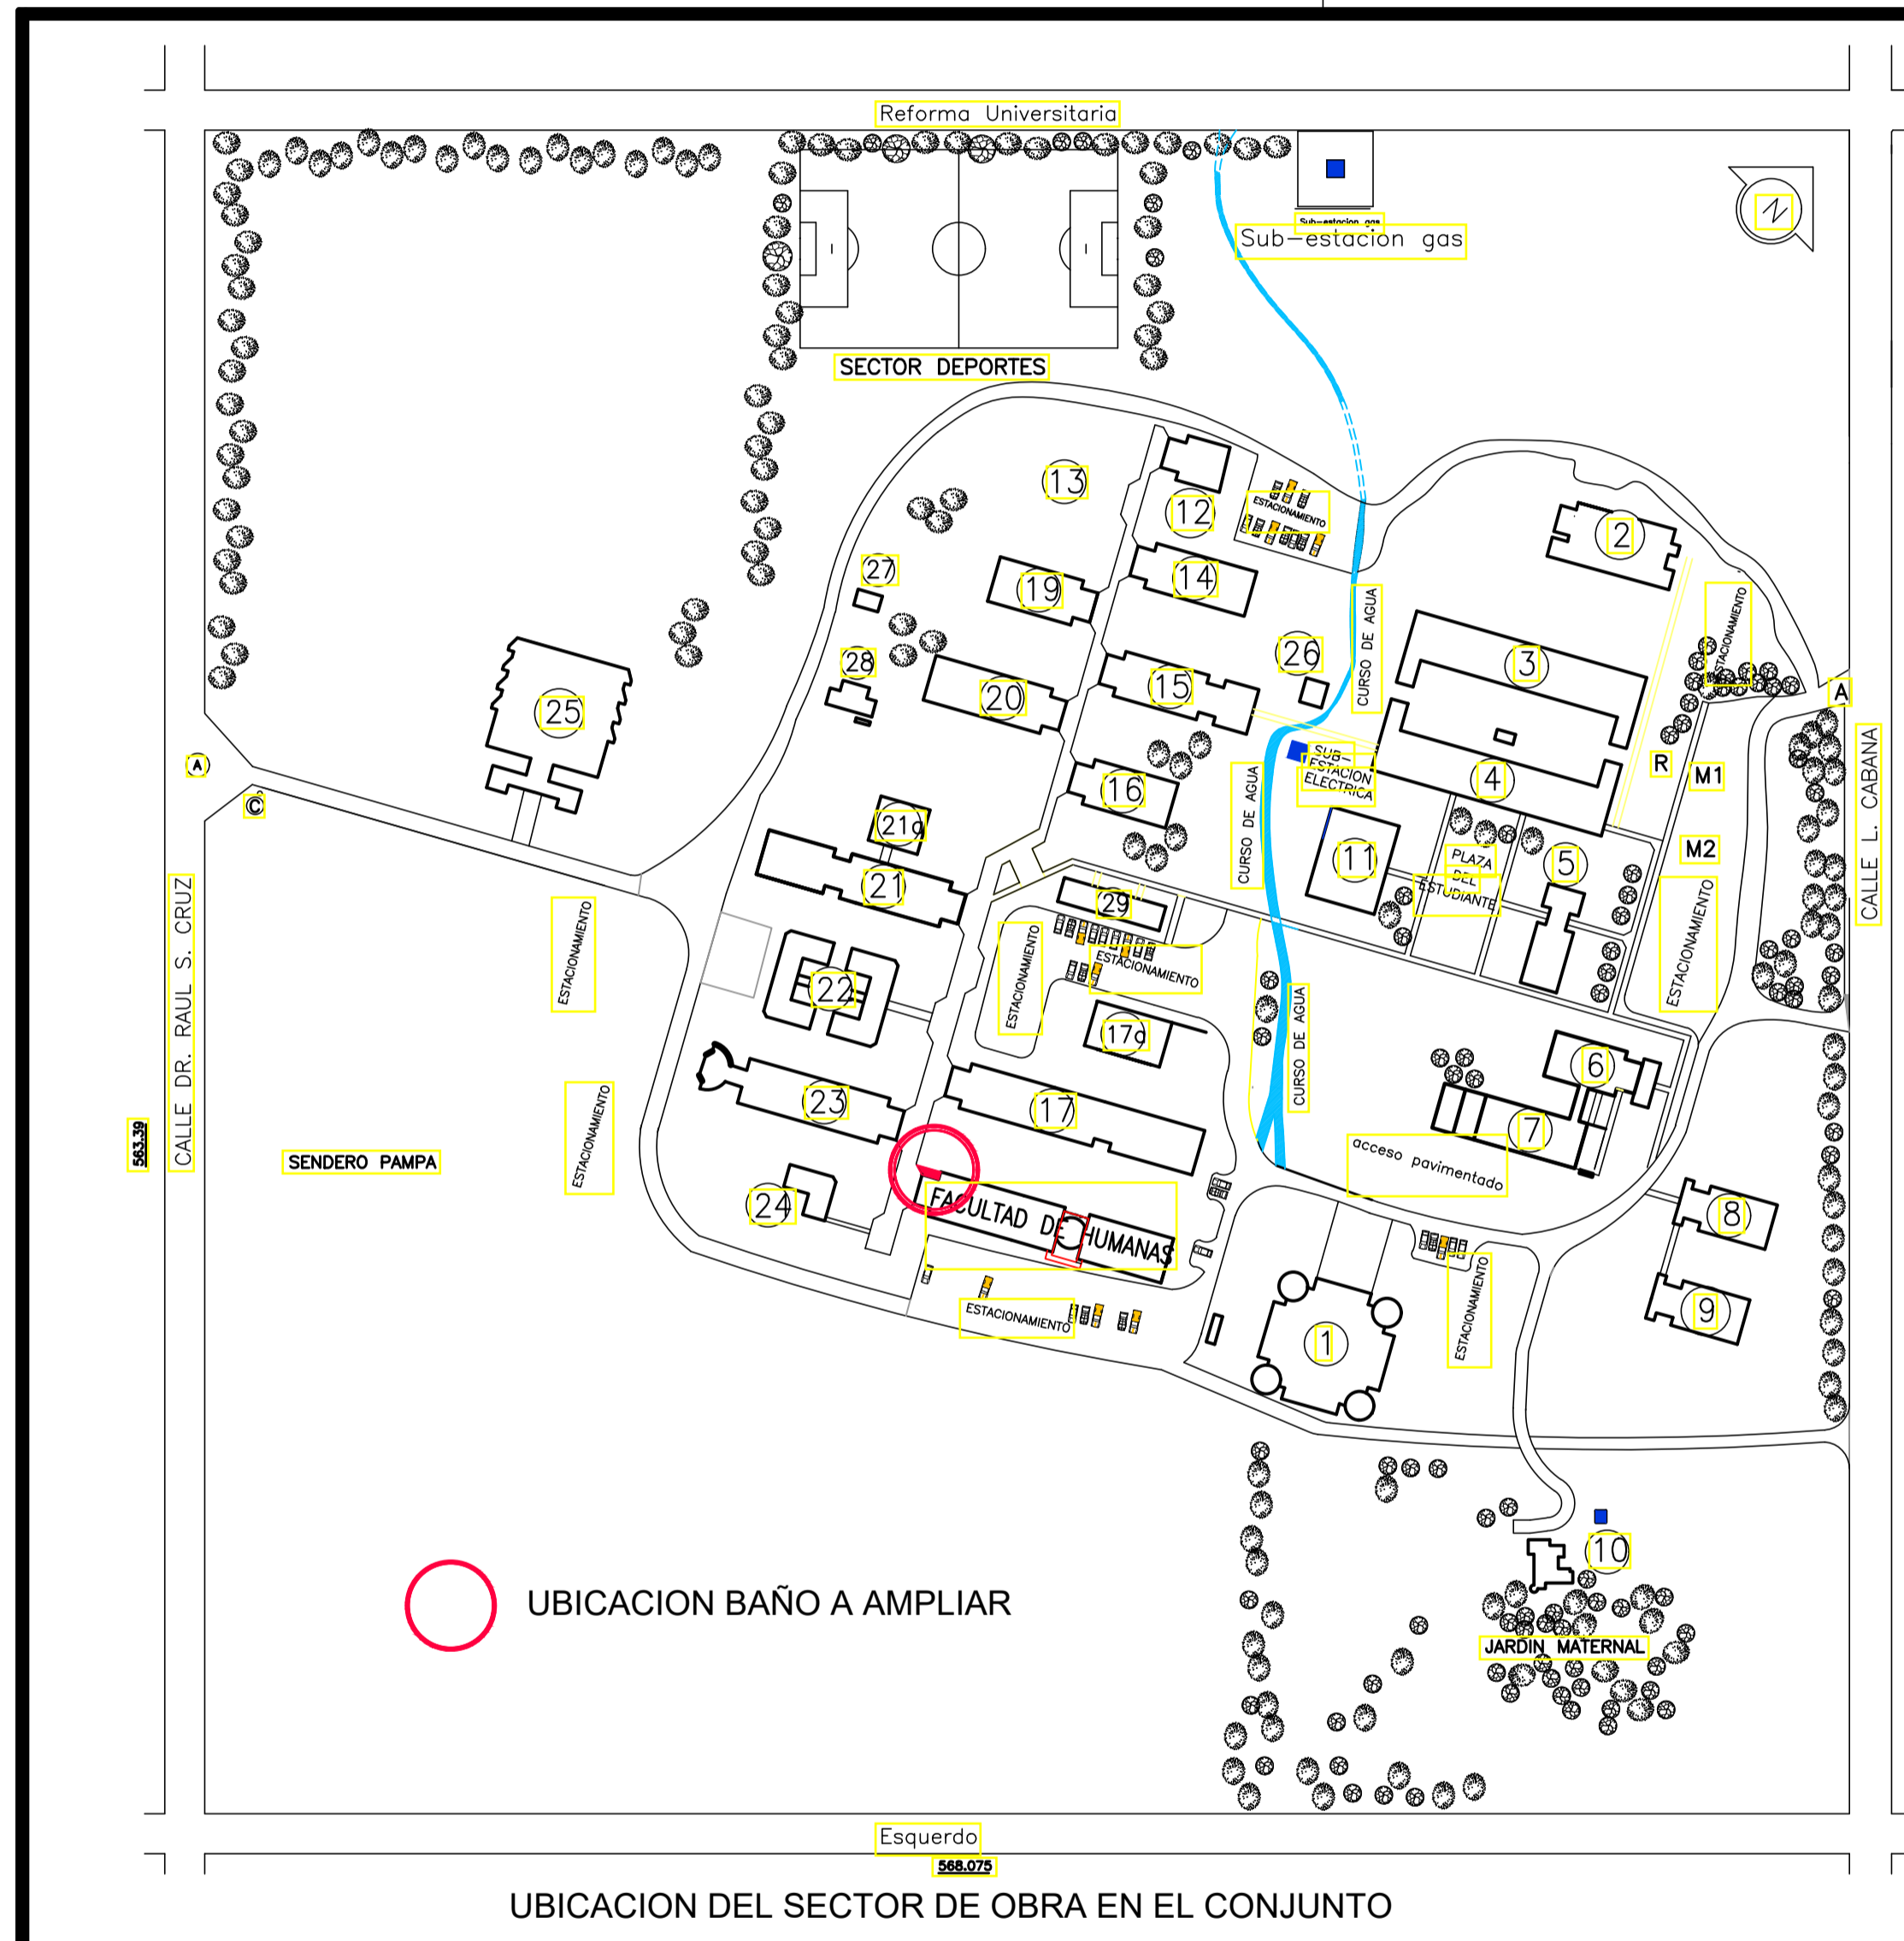 Reforma Universitaria
Sub-estacion gas
Sub-estacion gas
N
SECTOR DEPORTES
13
12
ESTACIONAMIENTO
2
27
19
14
CURSO DE AGUA
ESTACIONAMIENTO
28
20
15
26
3
A
25
SUB-
ESTACION
ELECTRICA
4
R
M1
A
C
16
CURSO DE AGUA
CALLE L. CABANA
21a
21
11
PLAZA
DEL
ESTUDIANTE
5
M2
29
ESTACIONAMIENTO
ESTACIONAMIENTO
ESTACIONAMIENTO
ESTACIONAMIENTO
22
CURSO DE AGUA
17a
CALLE DR. RAUL S. CRUZ
563.39
SENDERO PAMPA
ESTACIONAMIENTO
23
17
6
7
acceso pavimentado
24
FACULTAD DE HUMANAS
8
ESTACIONAMIENTO
ESTACIONAMIENTO
9
1
10
JARDIN MATERNAL
UBICACION BAÑO A AMPLIAR
Esquerdo
568.075
UBICACION DEL SECTOR DE OBRA EN EL CONJUNTO